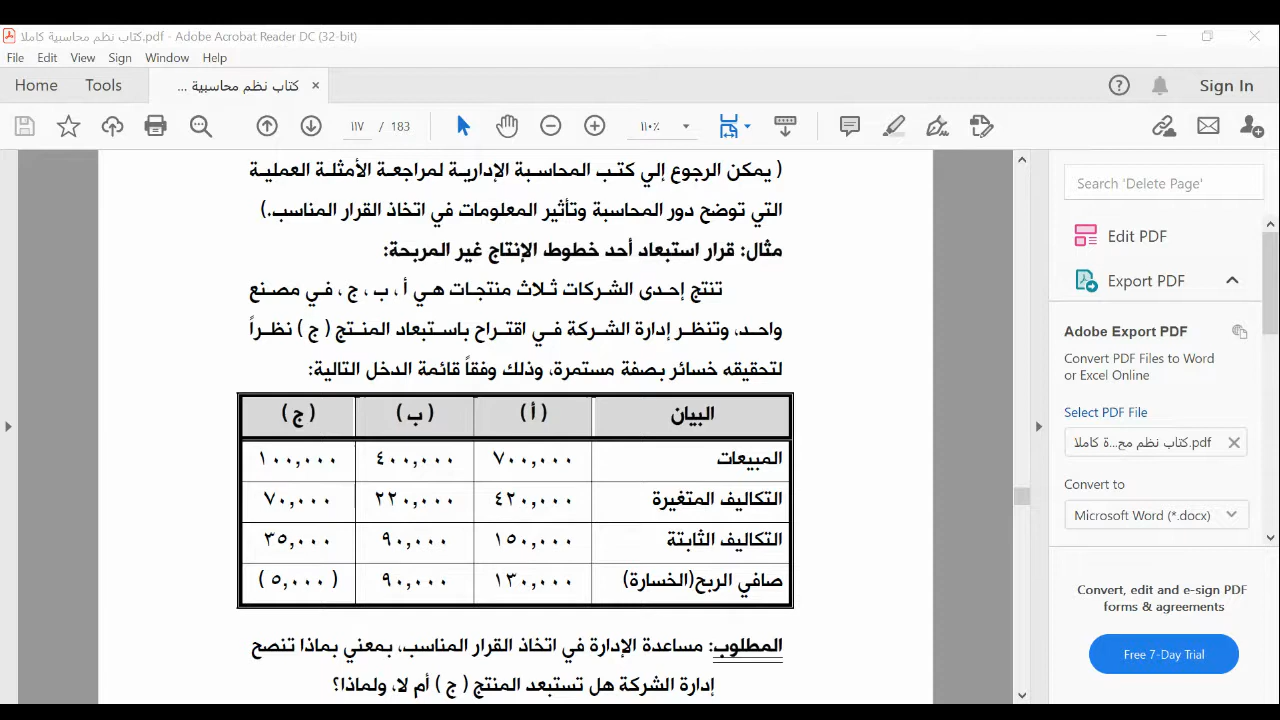 كتاب نظم محاسبية كاملا.pdf - Adobe Acrobat Reader DC (32-bit)
File Edit View Sign Window Help
Home Tools كتاب نظم محاسبية ... × Sign In
١١٧ / 183 ١١٠٪
( يمكن الرجوع إلي كتب المحاسبة الإدارية لمراجعة الأمثلة العملية
التي توضح دور المحاسبة وتأثير المعلومات في اتخاذ القرار المناسب.)
مثال: قرار استبعاد أحد خطوط الإنتاج غير المربحة:
تنتج إحدى الشركات ثلاث منتجات هي أ ، ب ، ج ، في مصنع
واحد، وتنظر إدارة الشركة في اقتراح باستبعاد المنتج ( ج ) نظراً
لتحقيقه خسائر بصفة مستمرة، وذلك وفقاً قائمة الدخل التالية:
البيان ( أ ) ( ب ) ( ج )
المبيعات ٧٠٠,٠٠٠ ٤٠٠,٠٠٠ ١٠٠,٠٠٠
التكاليف المتغيرة ٤٢٠,٠٠٠ ٢٢٠,٠٠٠ ٧٠,٠٠٠
التكاليف الثابتة ١٥٠,٠٠٠ ٩٠,٠٠٠ ٣٥,٠٠٠
صافي الربح(الخسارة) ١٣٠,٠٠٠ ٩٠,٠٠٠ ( ٥,٠٠٠ )
المطلوب: مساعدة الإدارة في اتخاذ القرار المناسب، بمعني بماذا تنصح
إدارة الشركة هل تستبعد المنتج ( ج ) أم لا، ولماذا؟
Search 'Delete Page'
Edit PDF
Export PDF
Adobe Export PDF
Convert PDF Files to Word
or Excel Online
Select PDF File
كتاب نظم مح...ة كاملا.pdf
Convert to
Microsoft Word (*.docx)
Convert, edit and e-sign PDF
forms & agreements
Free 7-Day Trial